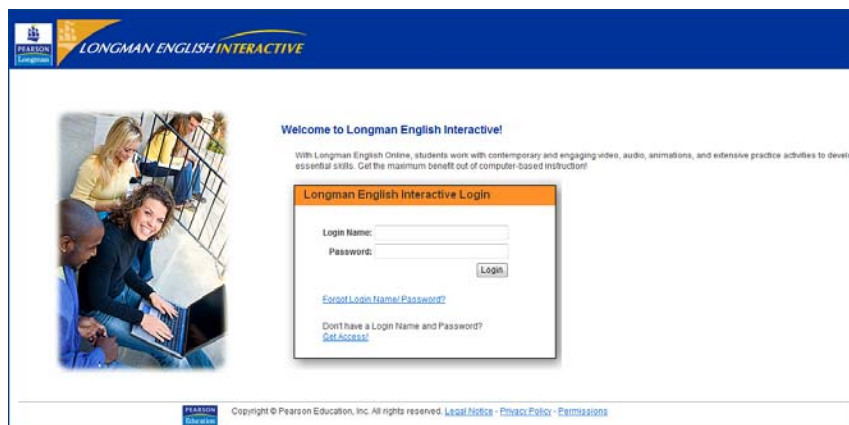 PEARSON
Longman
LONGMAN ENGLISH INTERACTIVE
Welcome to Longman English Interactive!
With Longman English Online, students work with contemporary and engaging video, audio, animations, and extensive practice activities to develo
essential skills. Get the maximum benefit out of computer-based instruction!
Longman English Interactive Login
Login Name:
Password:
Login
Forgot Login Name/ Password?
Don't have a Login Name and Password?
Get Access!
PEARSON
Education
Copyright © Pearson Education, Inc. All rights reserved. Legal Notice - Privacy Policy - Permissions